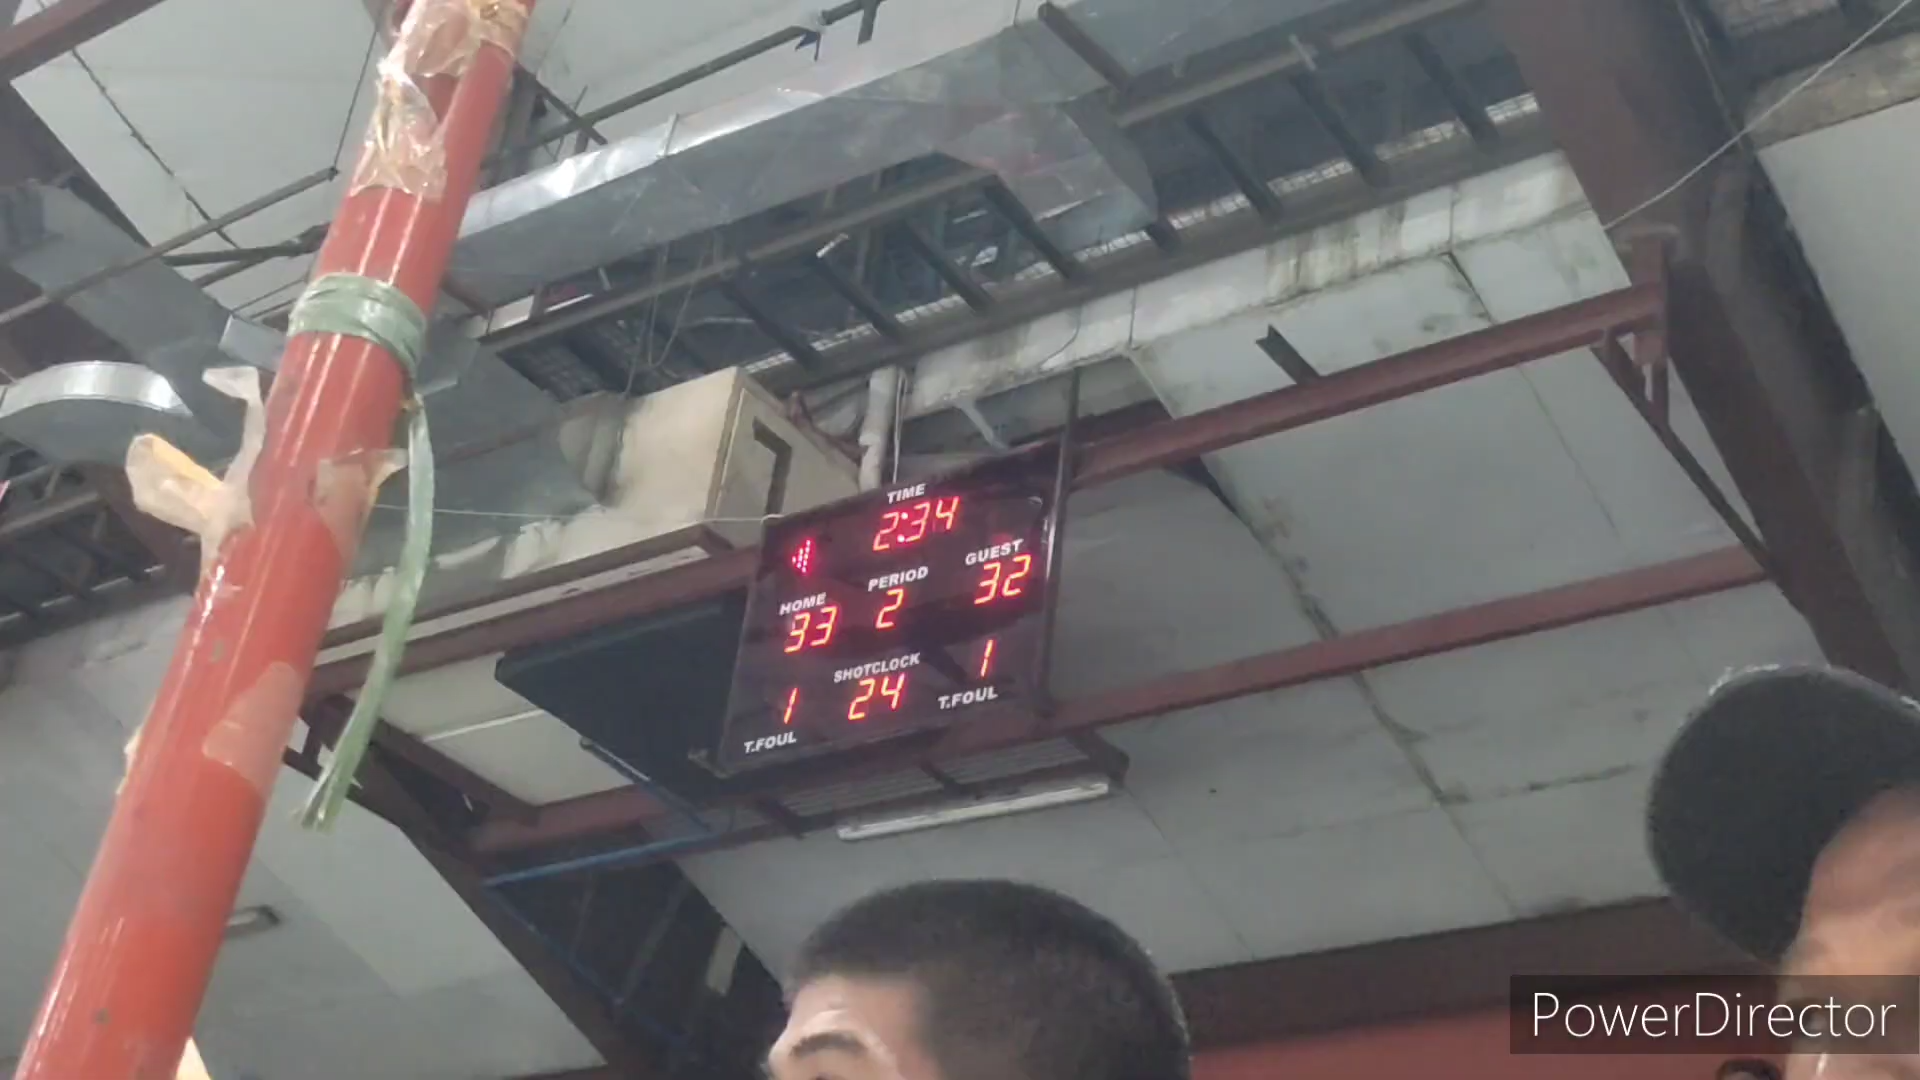 TIME
2:34
GUEST
32
PERIOD
2
HOME
33
SHOTCLOCK
24
1
T.FOUL
1
T.FOUL
PowerDirector